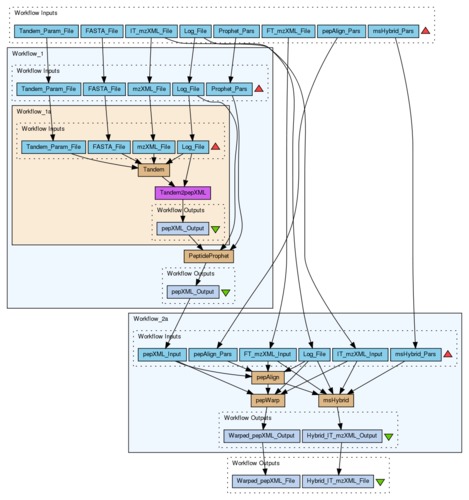 Workflow Inputs
Tandem_Param_File FASTA_File IT_mzXML_File Log_File Prophet_Pars FT_mzXML_File pepAlign_Pars msHybrid_Pars
Workflow_1
Workflow Inputs
Tandem_Param_File FASTA_File mzXML_File Log_File Prophet_Pars
Workflow_1a
Workflow Inputs
Tandem_Param_File FASTA_File mzXML_File Log_File
Tandem
Tandem2pepXML
Workflow Outputs
pepXML_Output
PeptideProphet
Workflow Outputs
pepXML_Output
Workflow_2a
Workflow Inputs
pepXML_Input pepAlign_Pars FT_mzXML_Input Log_File IT_mzXML_Input msHybrid_Pars
pepAlign
pepWarp msHybrid
Workflow Outputs
Warped_pepXML_Output Hybrid_IT_mzXML_Output
Workflow Outputs
Warped_pepXML_File Hybrid_IT_mzXML_File